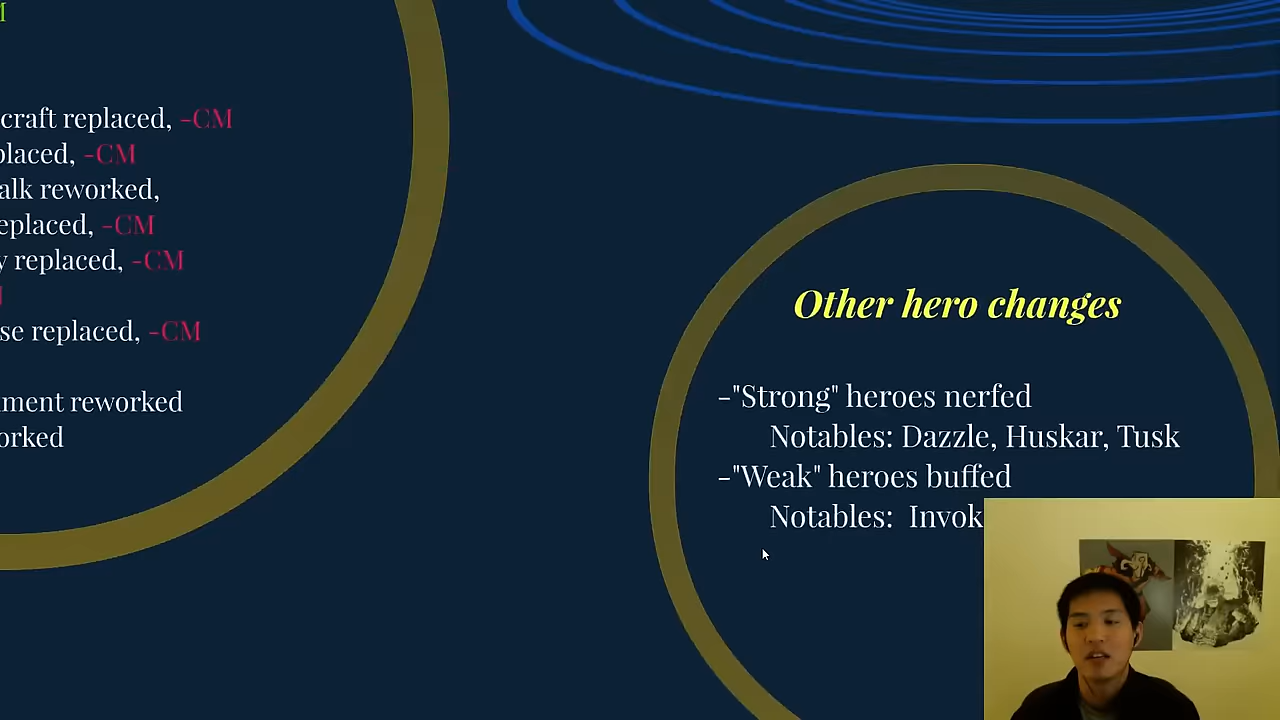 craft replaced, -CM
placed, -CM
alk reworked,
eplaced, -CM
y replaced, -CM
se replaced, -CM
ment reworked
orked
Other hero changes
-"Strong" heroes nerfed
Notables: Dazzle, Huskar, Tusk
-"Weak" heroes buffed
Notables: Invok